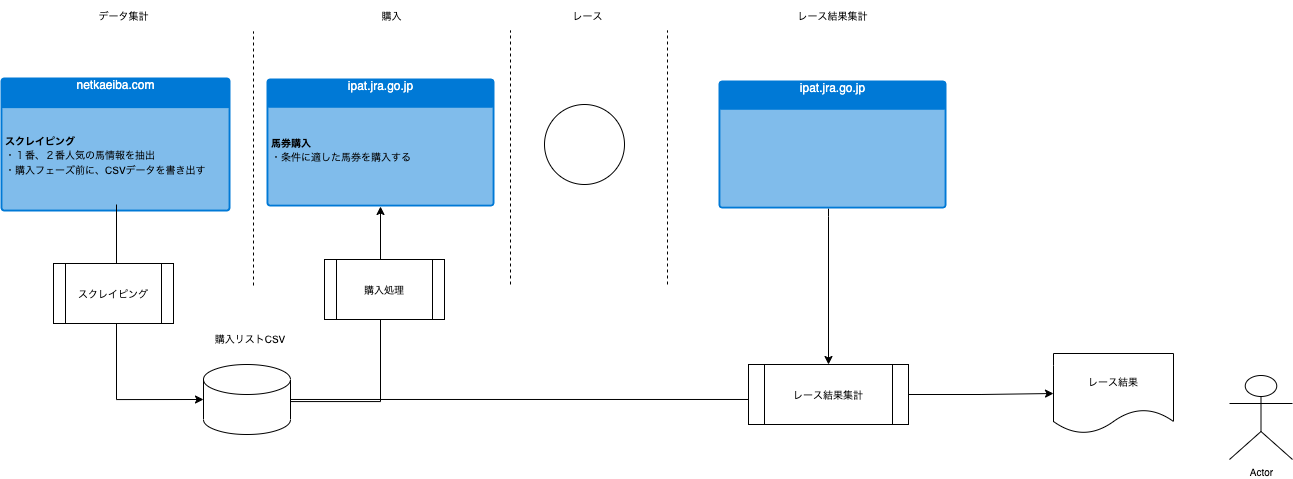 データ集計
購入
レース
レース結果集計
netkaeiba.com
ipat.jra.go.jp
ipat.jra.go.jp
スクレイピング
・１番、２番人気の馬情報を抽出
・購入フェーズ前に、CSVデータを書き出す
馬券購入
・条件に適した馬券を購入する
スクレイピング
購入処理
購入リストCSV
レース結果集計
レース結果
Actor